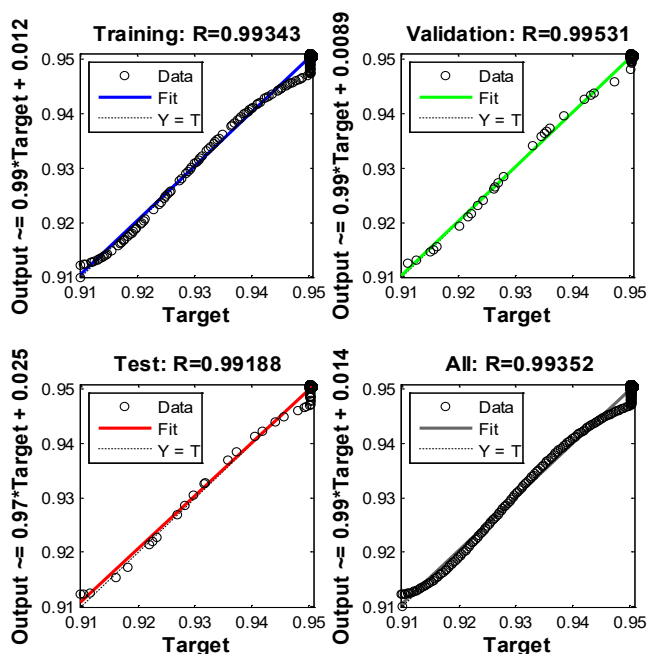 Training: R=0.99343
Output ~= 0.99*Target + 0.012
0.95
0.94
0.93
0.92
0.91
Data
Fit
Y = T
0.91
0.92
0.93
0.94
0.95
Target
Validation: R=0.99531
Output ~= 0.99*Target + 0.0089
0.95
0.94
0.93
0.92
0.91
Data
Fit
Y = T
0.91
0.92
0.93
0.94
0.95
Target
Test: R=0.99188
Output ~= 0.97*Target + 0.025
0.95
0.94
0.93
0.92
0.91
Data
Fit
Y = T
0.91
0.92
0.93
0.94
0.95
Target
All: R=0.99352
Output ~= 0.99*Target + 0.014
0.95
0.94
0.93
0.92
0.91
Data
Fit
Y = T
0.91
0.92
0.93
0.94
0.95
Target